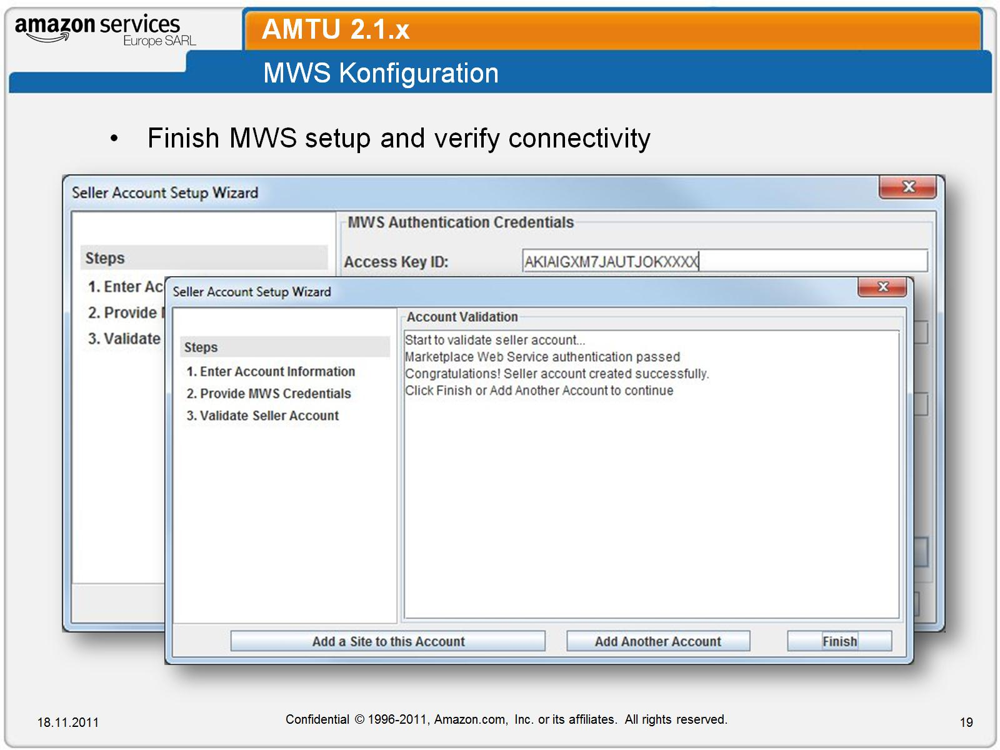 amazon services
Europe SARL
AMTU 2.1.x
MWS Konfiguration
• Finish MWS setup and verify connectivity
Seller Account Setup Wizard
MWS Authentication Credentials
Steps
Access Key ID: AKIAIGXM7JAUTJOKXXXX
1. Enter Ac
2. Provide
3. Validate
Seller Account Setup Wizard
Account Validation
Steps
1. Enter Account Information
2. Provide MWS Credentials
3. Validate Seller Account
Start to validate seller account...
Marketplace Web Service authentication passed
Congratulations! Seller account created successfully.
Click Finish or Add Another Account to continue
Add a Site to this Account
Add Another Account
Finish
18.11.2011
Confidential © 1996-2011, Amazon.com, Inc. or its affiliates. All rights reserved.
19